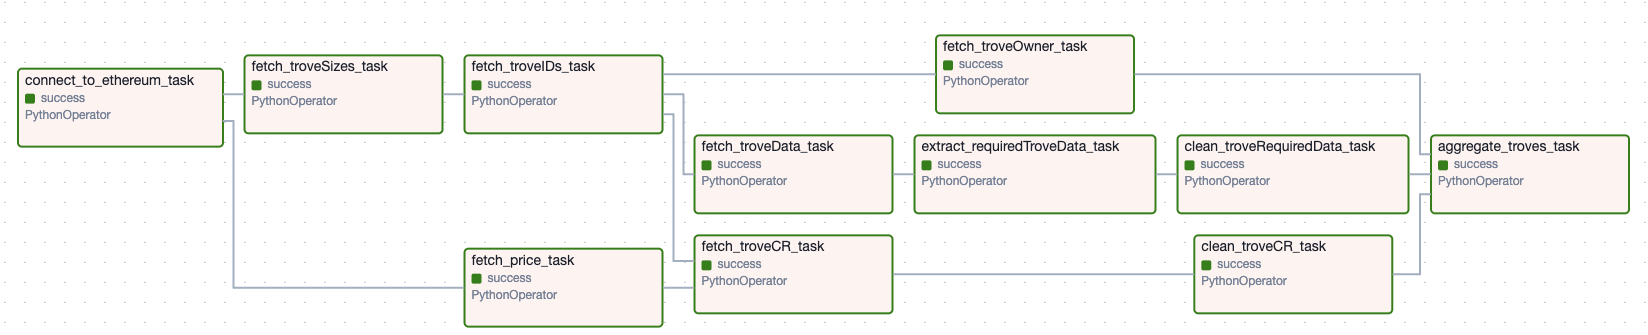 connect_to_ethereum_task
success
PythonOperator
fetch_troveSizes_task
success
PythonOperator
fetch_troveIDs_task
success
PythonOperator
fetch_troveOwner_task
success
PythonOperator
fetch_troveData_task
success
PythonOperator
extract_requiredTroveData_task
success
PythonOperator
clean_troveRequiredData_task
success
PythonOperator
aggregate_troves_task
success
PythonOperator
fetch_price_task
success
PythonOperator
fetch_troveCR_task
success
PythonOperator
clean_troveCR_task
success
PythonOperator